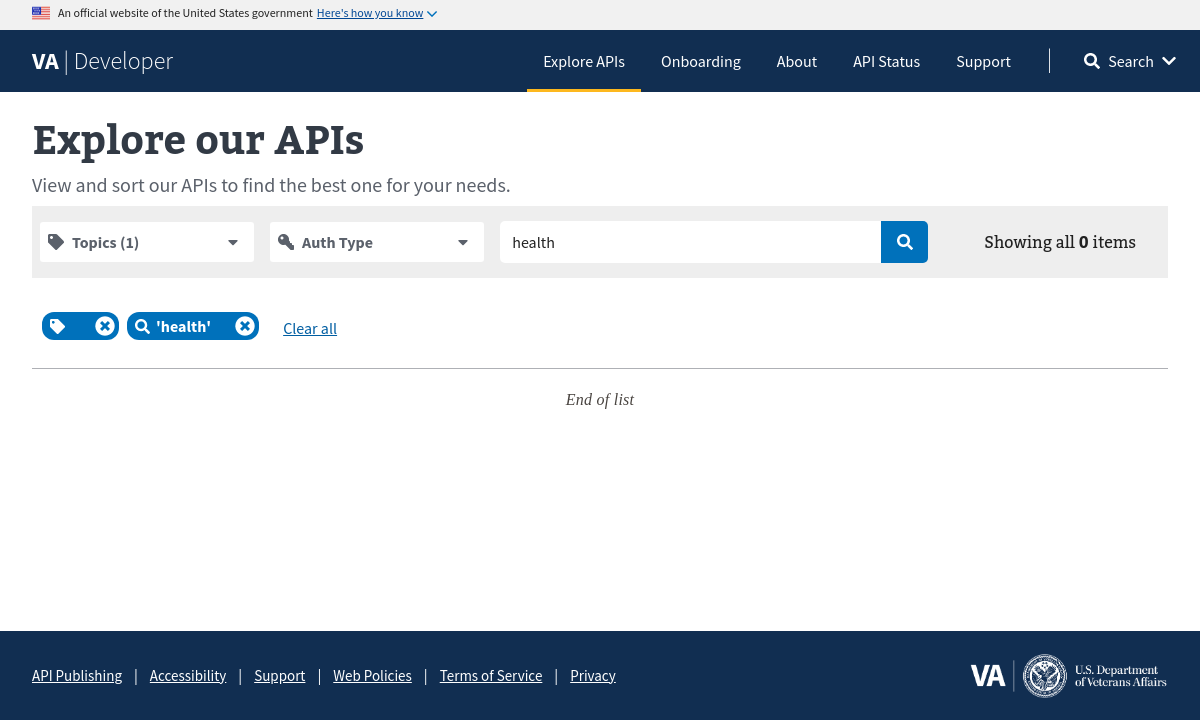 An official website of the United States government Here's how you know
VA | Developer
Explore APIs
Onboarding
About
API Status
Support
Search
Explore our APIs
View and sort our APIs to find the best one for your needs.
Topics (1)
Auth Type
health
Showing all 0 items
'health'
Clear all
End of list
API Publishing | Accessibility | Support | Web Policies | Terms of Service | Privacy
VA
U.S. Department
of Veterans Affairs